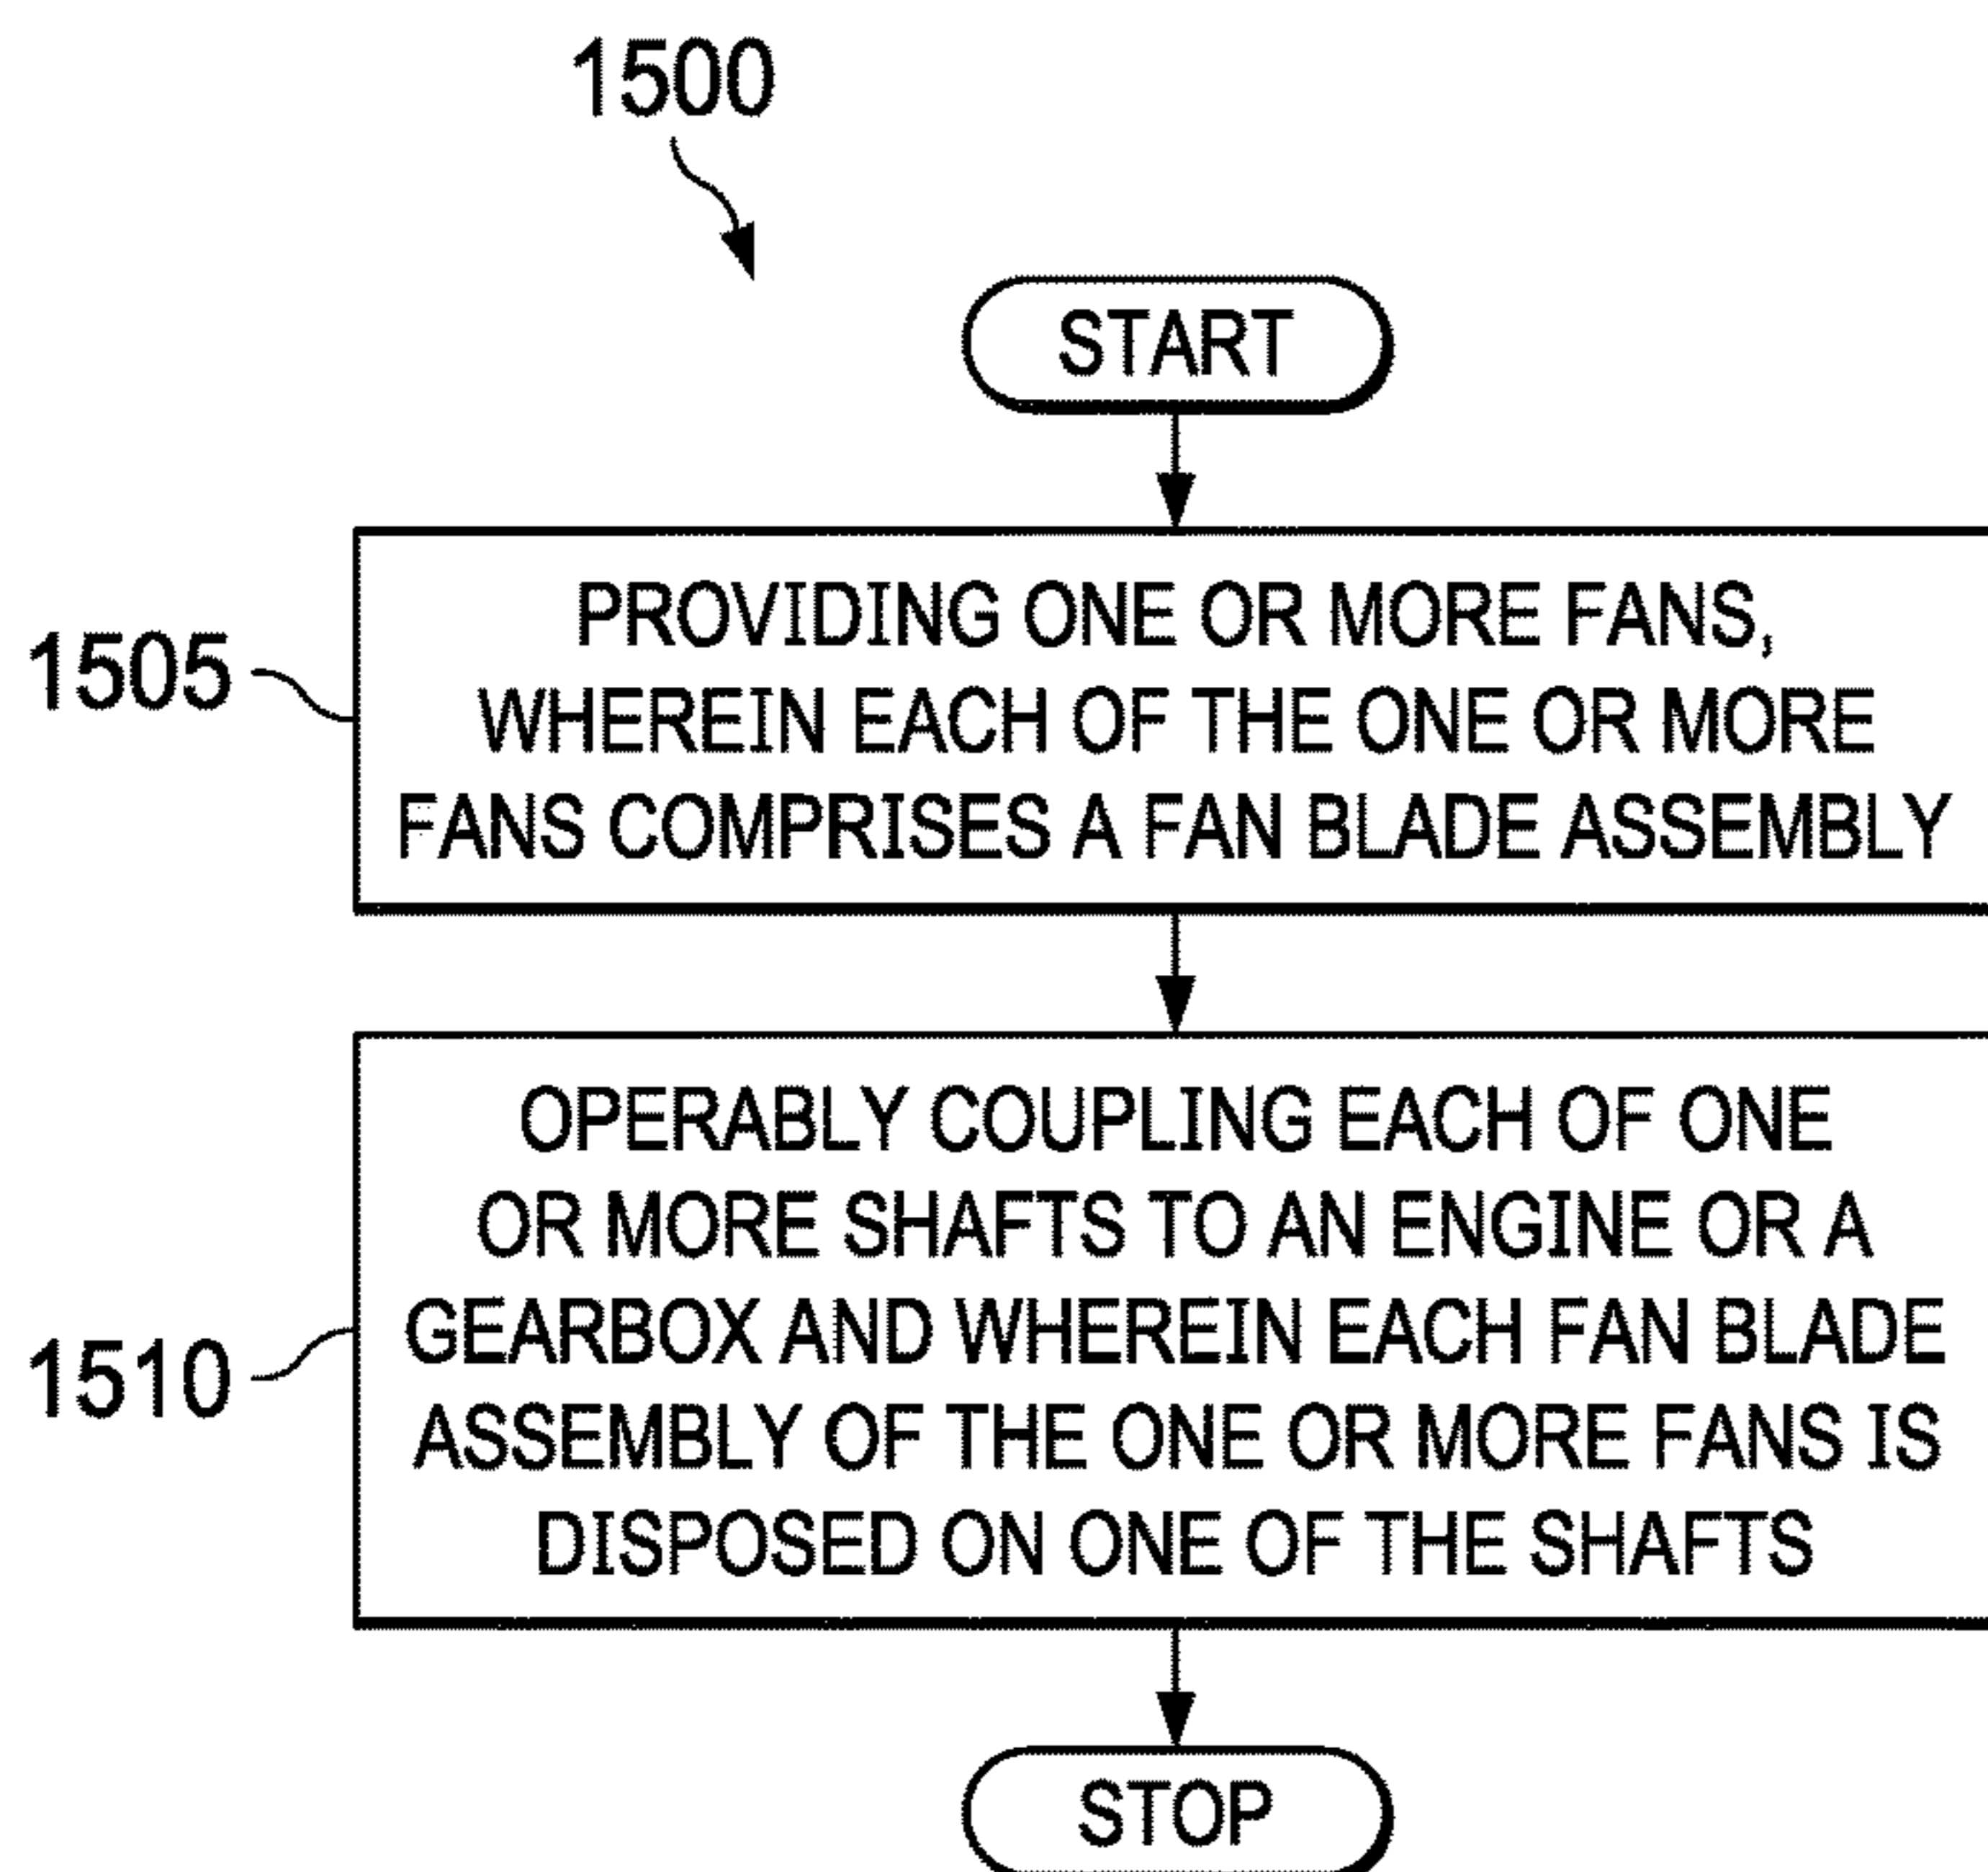 1500
START
1505
PROVIDING ONE OR MORE FANS,
WHEREIN EACH OF THE ONE OR MORE
FANS COMPRISES A FAN BLADE ASSEMBLY
1510
OPERABLY COUPLING EACH OF ONE
OR MORE SHAFTS TO AN ENGINE OR A
GEARBOX AND WHEREIN EACH FAN BLADE
ASSEMBLY OF THE ONE OR MORE FANS IS
DISPOSED ON ONE OF THE SHAFTS
STOP